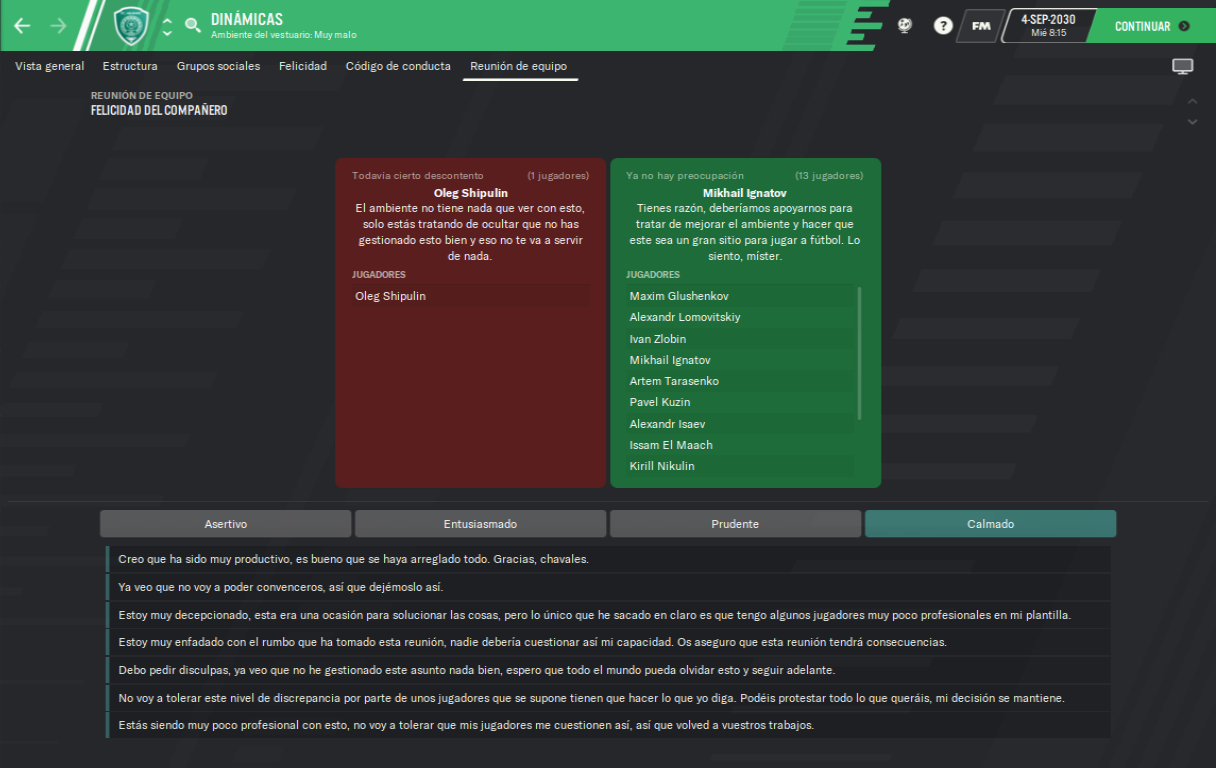 DINÁMICAS
Ambiente del vestuario: Muy malo
?
FM
4-SEP-2030
Mié 8:15
CONTINUAR
Vista general Estructura Grupos sociales Felicidad Código de conducta Reunión de equipo
REUNIÓN DE EQUIPO
FELICIDAD DEL COMPAÑERO
Todavía cierto descontento (1 jugadores)
Oleg Shipulin
El ambiente no tiene nada que ver con esto,
solo estás tratando de ocultar que no has
gestionado esto bien y eso no te va a servir
de nada.
JUGADORES
Oleg Shipulin
Ya no hay preocupación (13 jugadores)
Mikhail Ignatov
Tienes razón, deberíamos apoyarnos para
tratar de mejorar el ambiente y hacer que
este sea un gran sitio para jugar a fútbol. Lo
siento, míster.
JUGADORES
Maxim Glushenkov
Alexandr Lomovitskiy
Ivan Zlobin
Mikhail Ignatov
Artem Tarasenko
Pavel Kuzin
Alexandr Isaev
Issam El Maach
Kirill Nikulin
Asertivo Entusiasmado Prudente Calmado
Creo que ha sido muy productivo, es bueno que se haya arreglado todo. Gracias, chavales.
Ya veo que no voy a poder convenceros, así que dejémoslo así.
Estoy muy decepcionado, esta era una ocasión para solucionar las cosas, pero lo único que he sacado en claro es que tengo algunos jugadores muy poco profesionales en mi plantilla.
Estoy muy enfadado con el rumbo que ha tomado esta reunión, nadie debería cuestionar así mi capacidad. Os aseguro que esta reunión tendrá consecuencias.
Debo pedir disculpas, ya veo que no he gestionado este asunto nada bien, espero que todo el mundo pueda olvidar esto y seguir adelante.
No voy a tolerar este nivel de discrepancia por parte de unos jugadores que se supone tienen que hacer lo que yo diga. Podéis protestar todo lo que queráis, mi decisión se mantiene.
Estás siendo muy poco profesional con esto, no voy a tolerar que mis jugadores me cuestionen así, así que volved a vuestros trabajos.